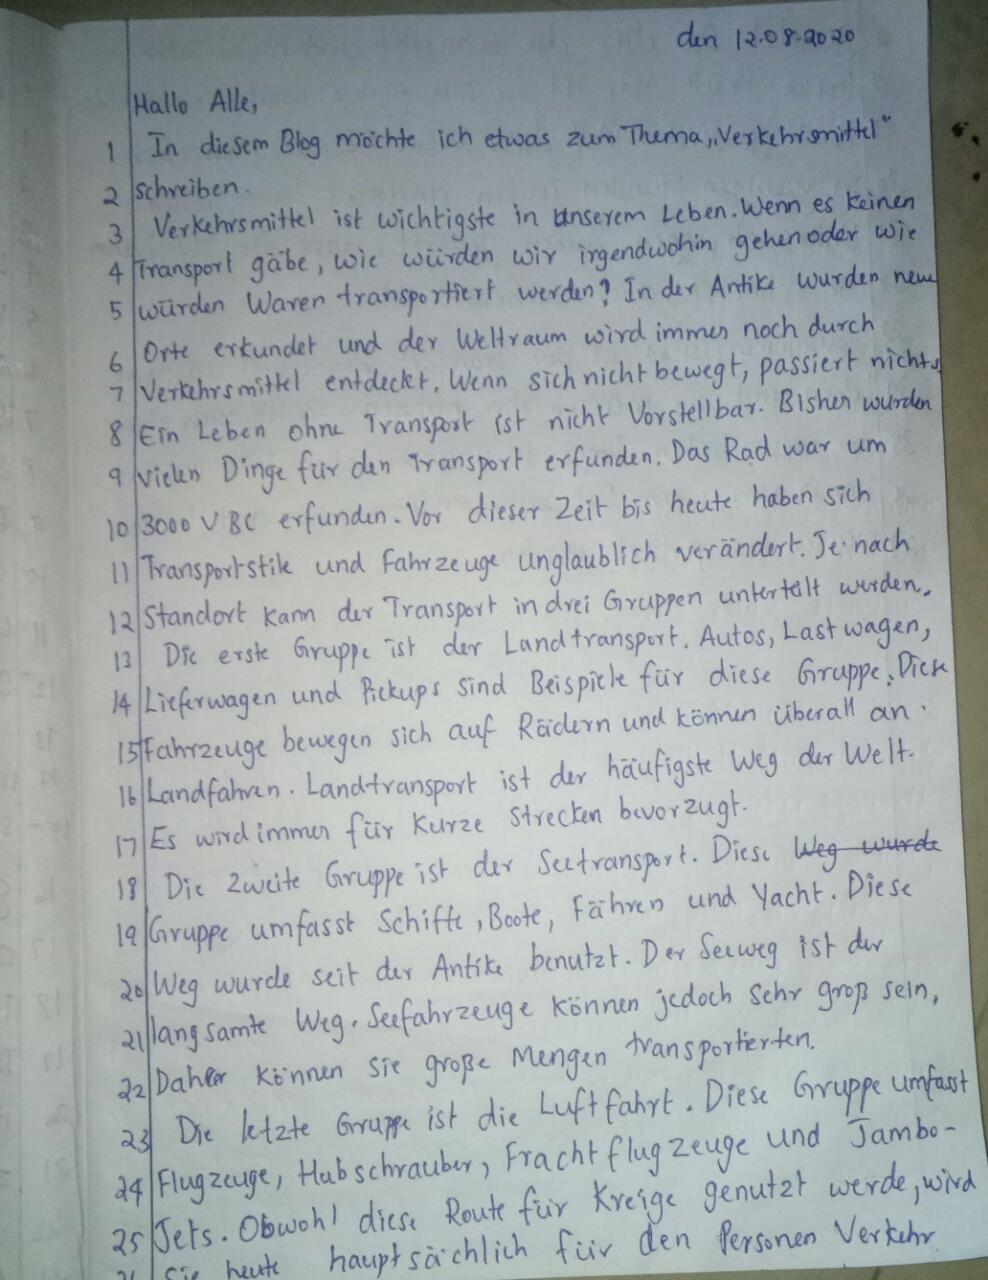 den 12.08.2020
Hallo Alle,
1 In diesem Blog möchte ich etwas zum Thema „Verkehrsmittel"
2 schreiben.
3 Verkehrsmittel ist wichtigste in unserem Leben. Wenn es keinen
4 Transport gäbe, wie würden wir irgendwohin gehen oder wie
5 würden Waren transportiert werden? In der Antike wurden neue
6 Orte erkundet und der Weltraum wird immer noch durch
7 Verkehrsmittel entdeckt. Wenn sich nicht bewegt, passiert nichts.
8 Ein Leben ohne Transport ist nicht Vorstellbar. Bisher wurden
9 vielen Dinge für den Transport erfunden. Das Rad war um
10 3000 V BC erfunden. Vor dieser Zeit bis heute haben sich
11 Transportstile und Fahrzeuge unglaublich verändert. Je nach
12 Standort kann der Transport in drei Gruppen unterteilt werden.
13 Die erste Gruppe ist der Landtransport. Autos, Lastwagen,
14 Lieferwagen und Pickups sind Beispiele für diese Gruppe. Diese
15 Fahrzeuge bewegen sich auf Rädern und können überall an
16 Landfahren. Landtransport ist der häufigste Weg der Welt.
17 Es wird immer für kurze Strecken bevorzugt.
18 Die zweite Gruppe ist der Seetransport. Diese Weg wurde
19 Gruppe umfasst Schiffe, Boote, Fähren und Yacht. Diese
20 Weg wurde seit der Antike benutzt. Der Seeweg ist der
21 langsamte Weg. Seefahrzeuge können jedoch sehr groß sein,
22 Daher können sie große Mengen transportierten.
23 Die letzte Gruppe ist die Luftfahrt. Diese Gruppe umfasst
24 Flugzeuge, Hubschrauber, Frachtflugzeuge und Jambo-
25 Jets. Obwohl diese Route für Kreige genutzt werde, wird
sie heute hauptsächlich für den Personen Verkehr